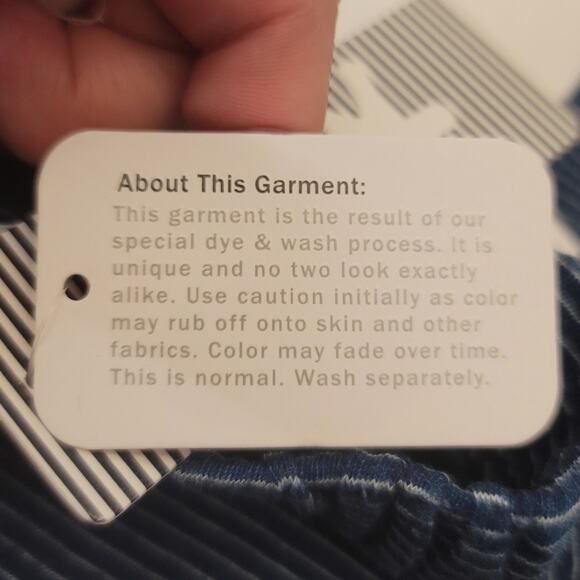 About This Garment:
This garment is the result of our
special dye & wash process. It is
unique and no two look exactly
alike. Use caution initially as color
may rub off onto skin and other
fabrics. Color may fade over time.
This is normal. Wash separately.